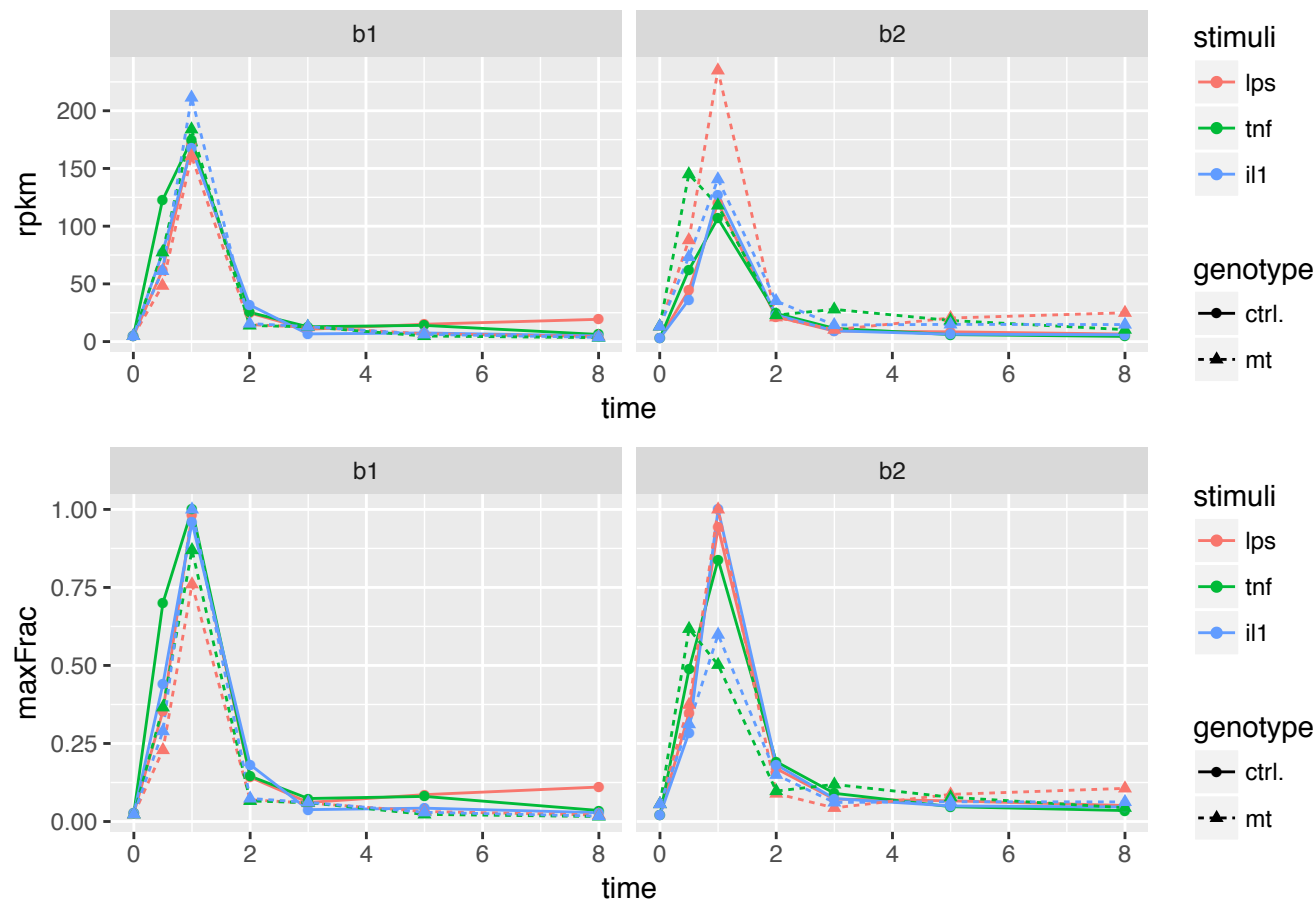 b1
b2
200
150
100
50
0
rpkm
0 2 4 6 8
0 2 4 6 8
time
stimuli
lps
tnf
il1
genotype
ctrl.
mt
b1
b2
1.00
0.75
0.50
0.25
0.00
maxFrac
0 2 4 6 8
0 2 4 6 8
time
stimuli
lps
tnf
il1
genotype
ctrl.
mt